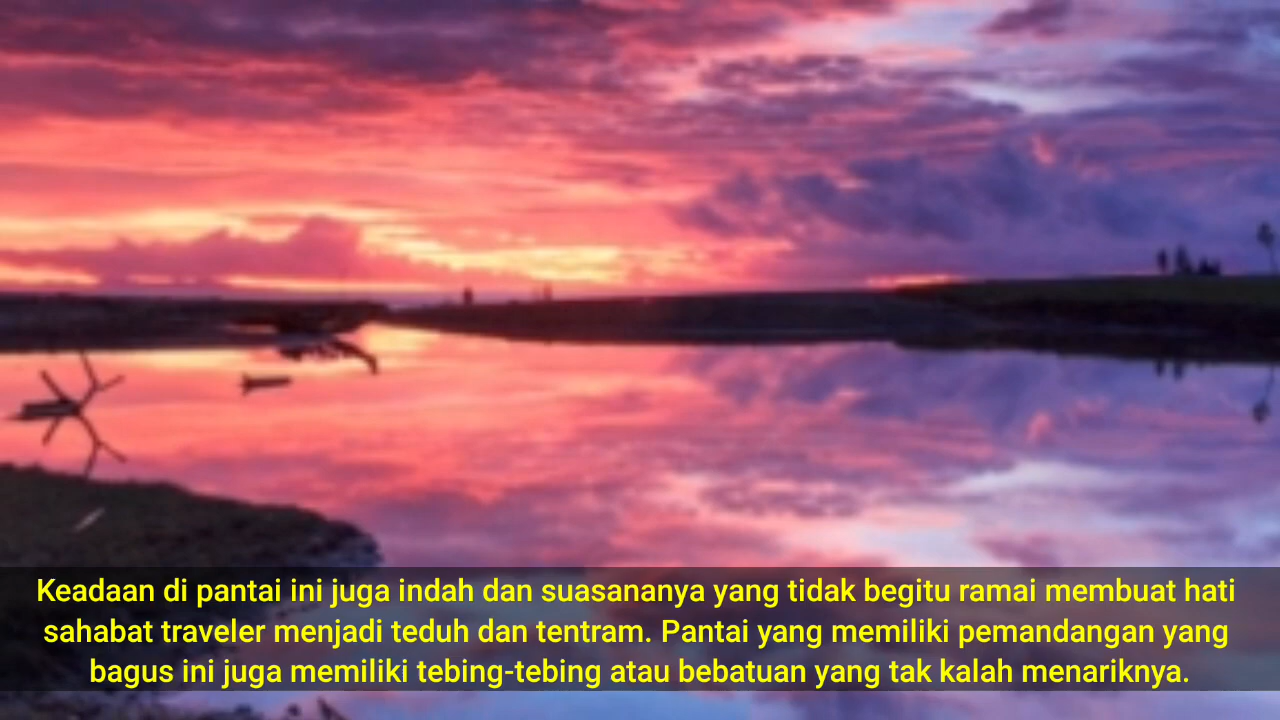 Keadaan di pantai ini juga indah dan suasananya yang tidak begitu ramai membuat hati
sahabat traveler menjadi teduh dan tentram. Pantai yang memiliki pemandangan yang
bagus ini juga memiliki tebing-tebing atau bebatuan yang tak kalah menariknya.